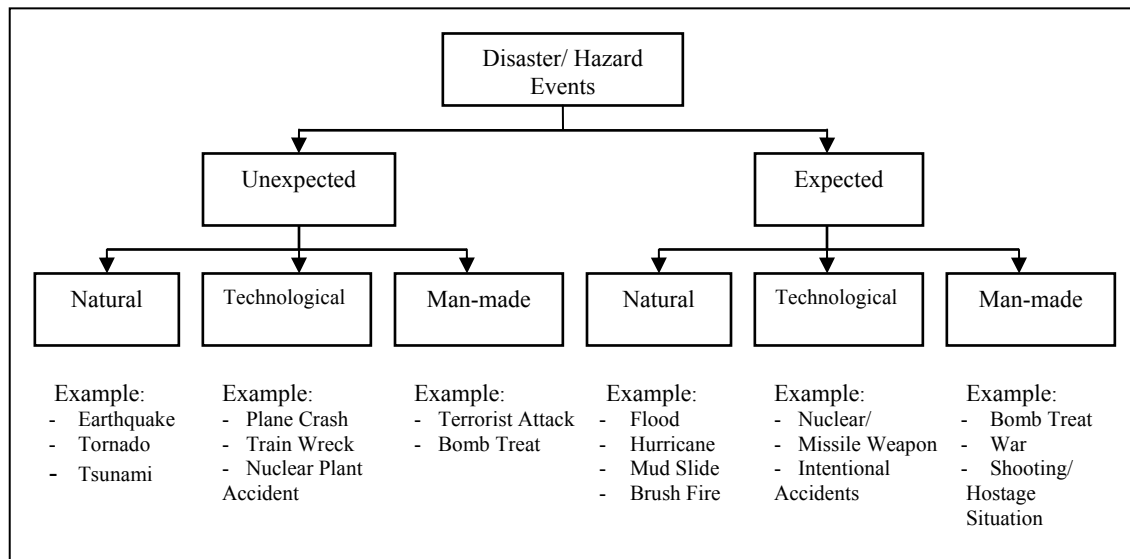 Disaster/ Hazard
Events
Unexpected
Expected
Natural
Technological
Man-made
Natural
Technological
Man-made
Example:
- Earthquake
- Tornado
- Tsunami
Example:
- Plane Crash
- Train Wreck
- Nuclear Plant
Accident
Example:
- Terrorist Attack
- Bomb Treat
Example:
- Flood
- Hurricane
- Mud Slide
- Brush Fire
Example:
- Nuclear/
- Missile Weapon
- Intentional
Accidents
Example:
- Bomb Treat
- War
- Shooting/
Hostage
Situation